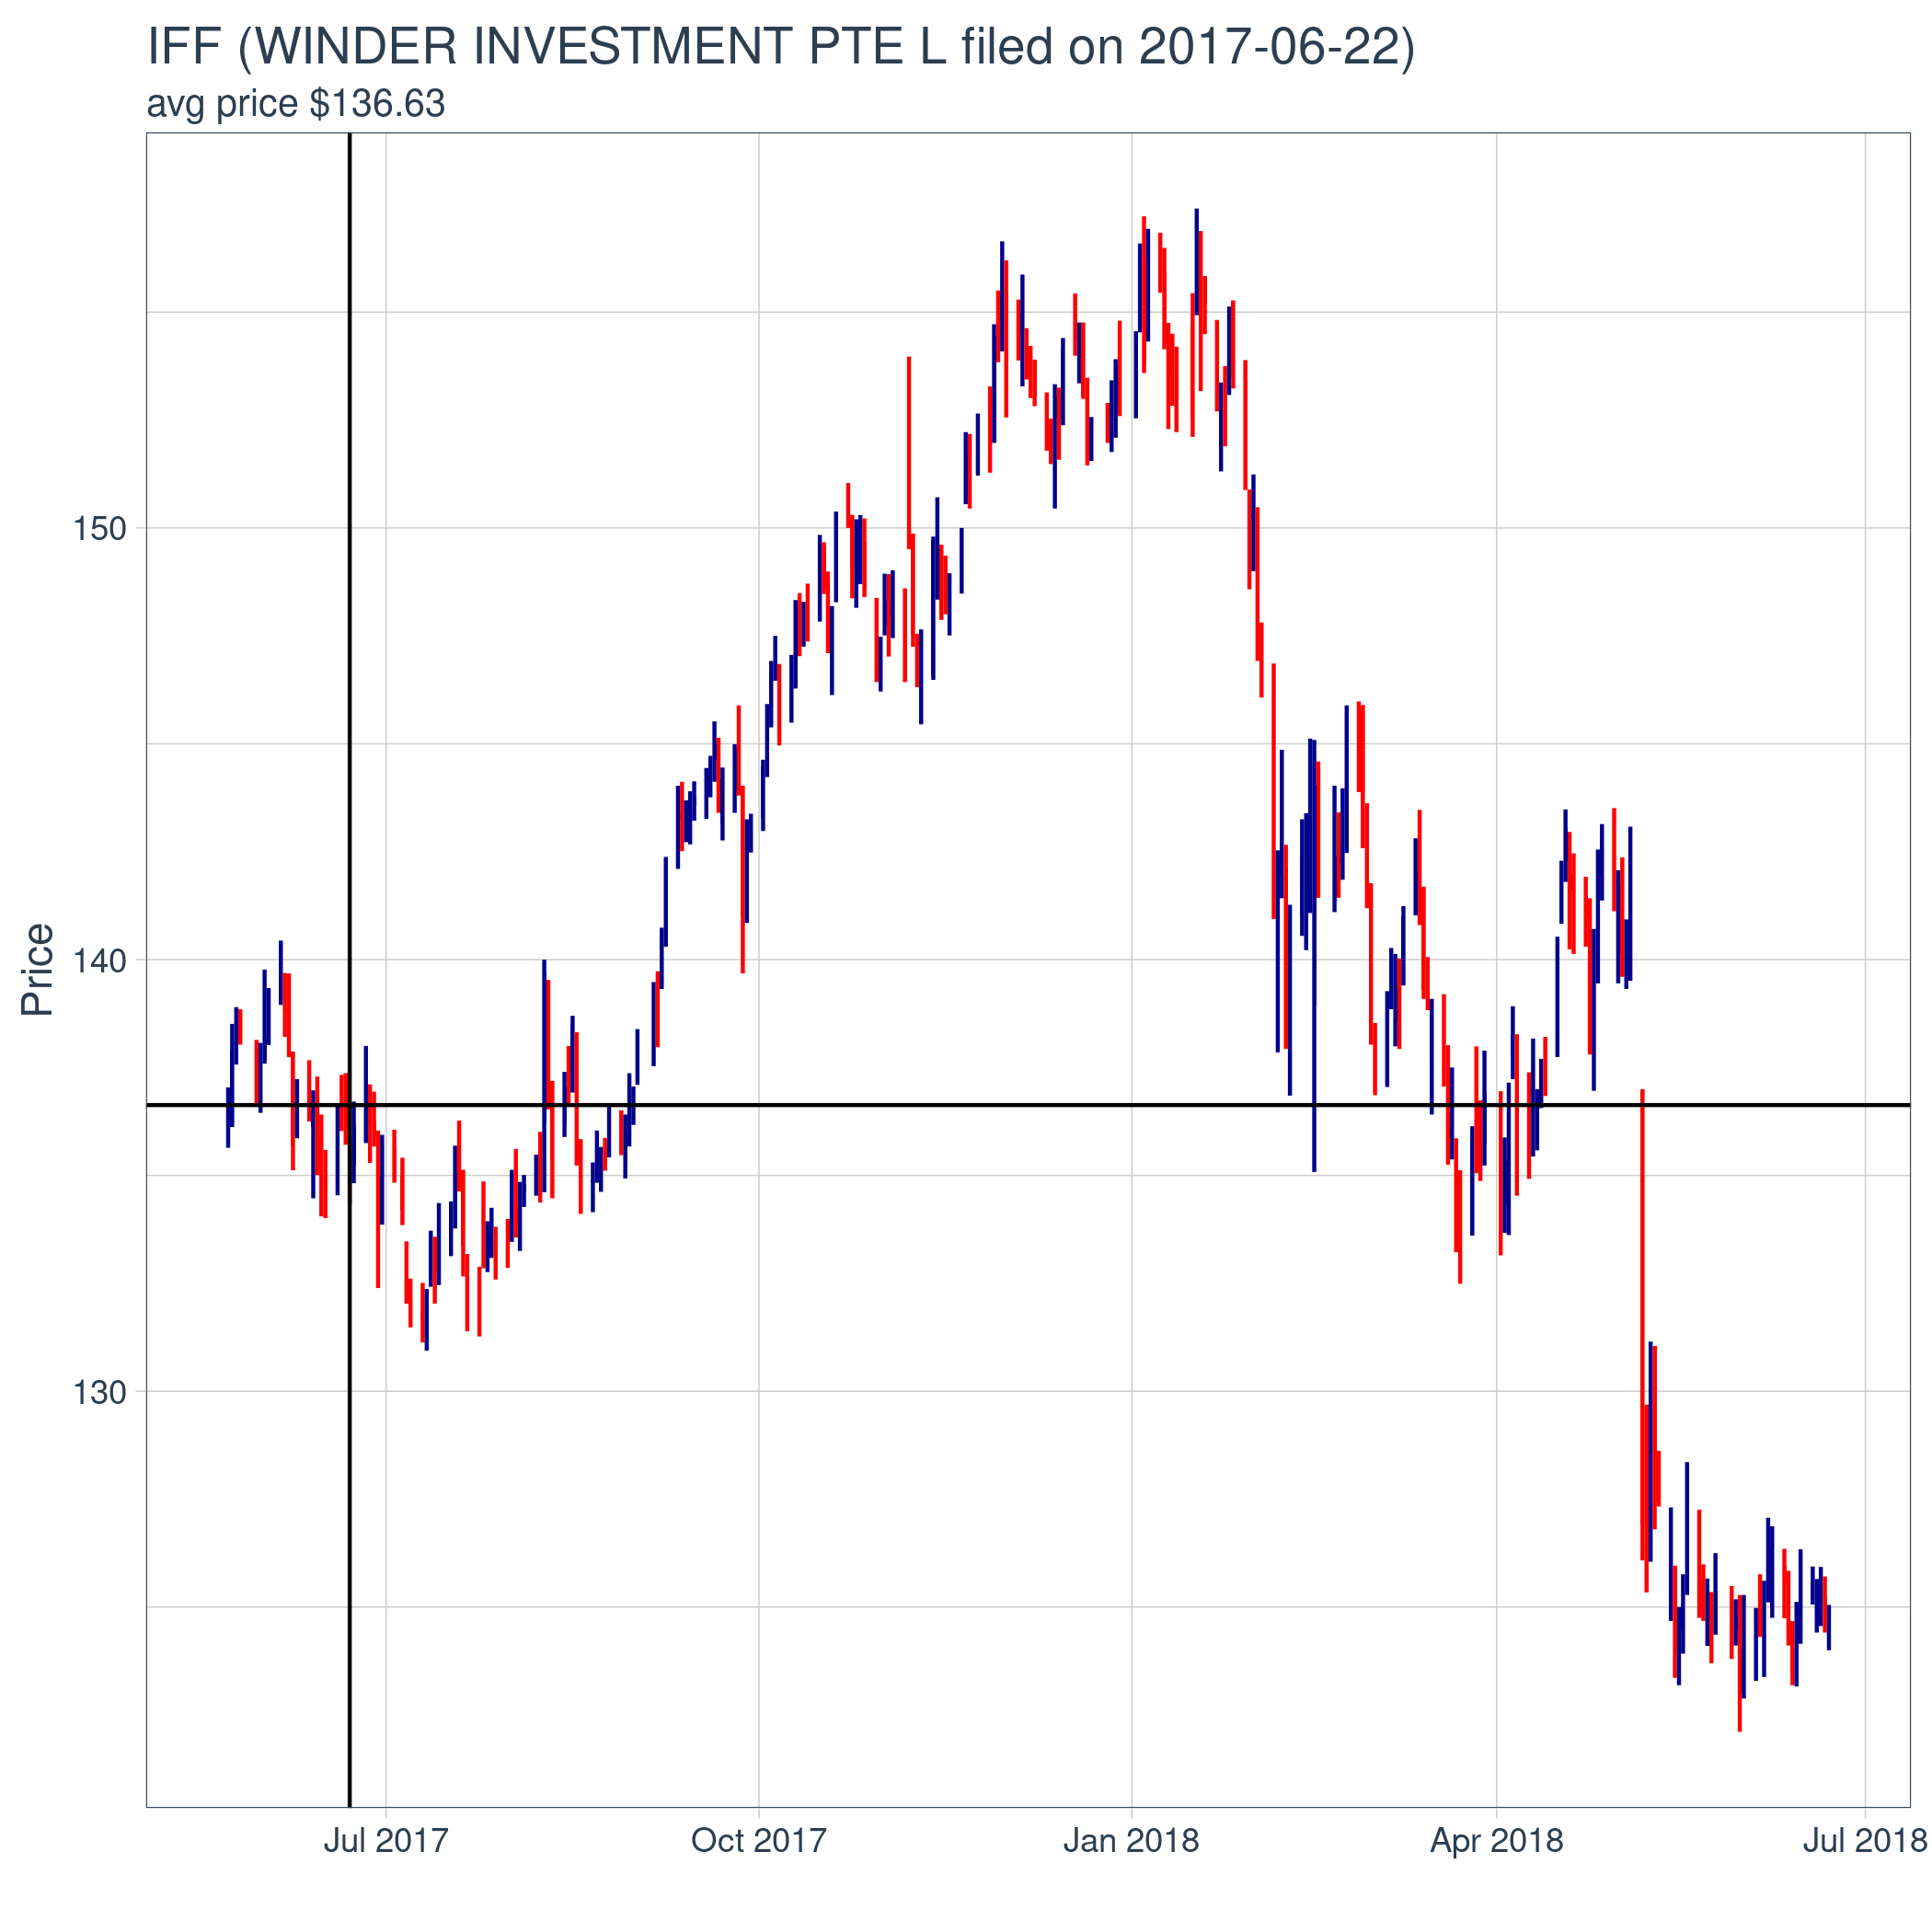 IFF (WINDER INVESTMENT PTE L filed on 2017-06-22)
avg price $136.63
Price
150
140
130
Jul 2017
Oct 2017
Jan 2018
Apr 2018
Jul 2018